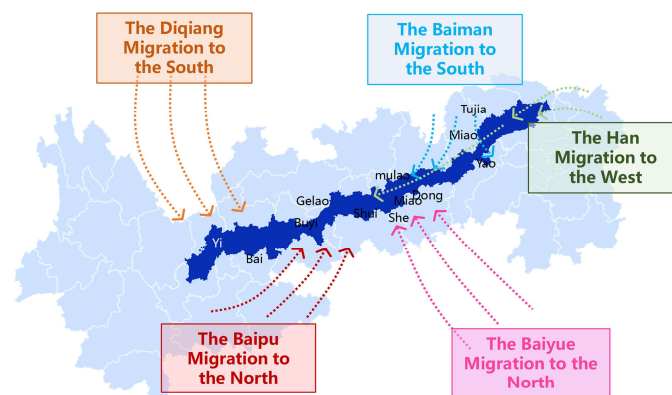 The Diqiang
Migration to
the South
The Baiman
Migration to
the South
The Han
Migration to
the West
Tujia
Miao
Yao
mulao
Dong
Miao
Gelao
Shui
She
Buyi
Yi
Bai
The Baipu
Migration to
the North
The Baiyue
Migration to the
North